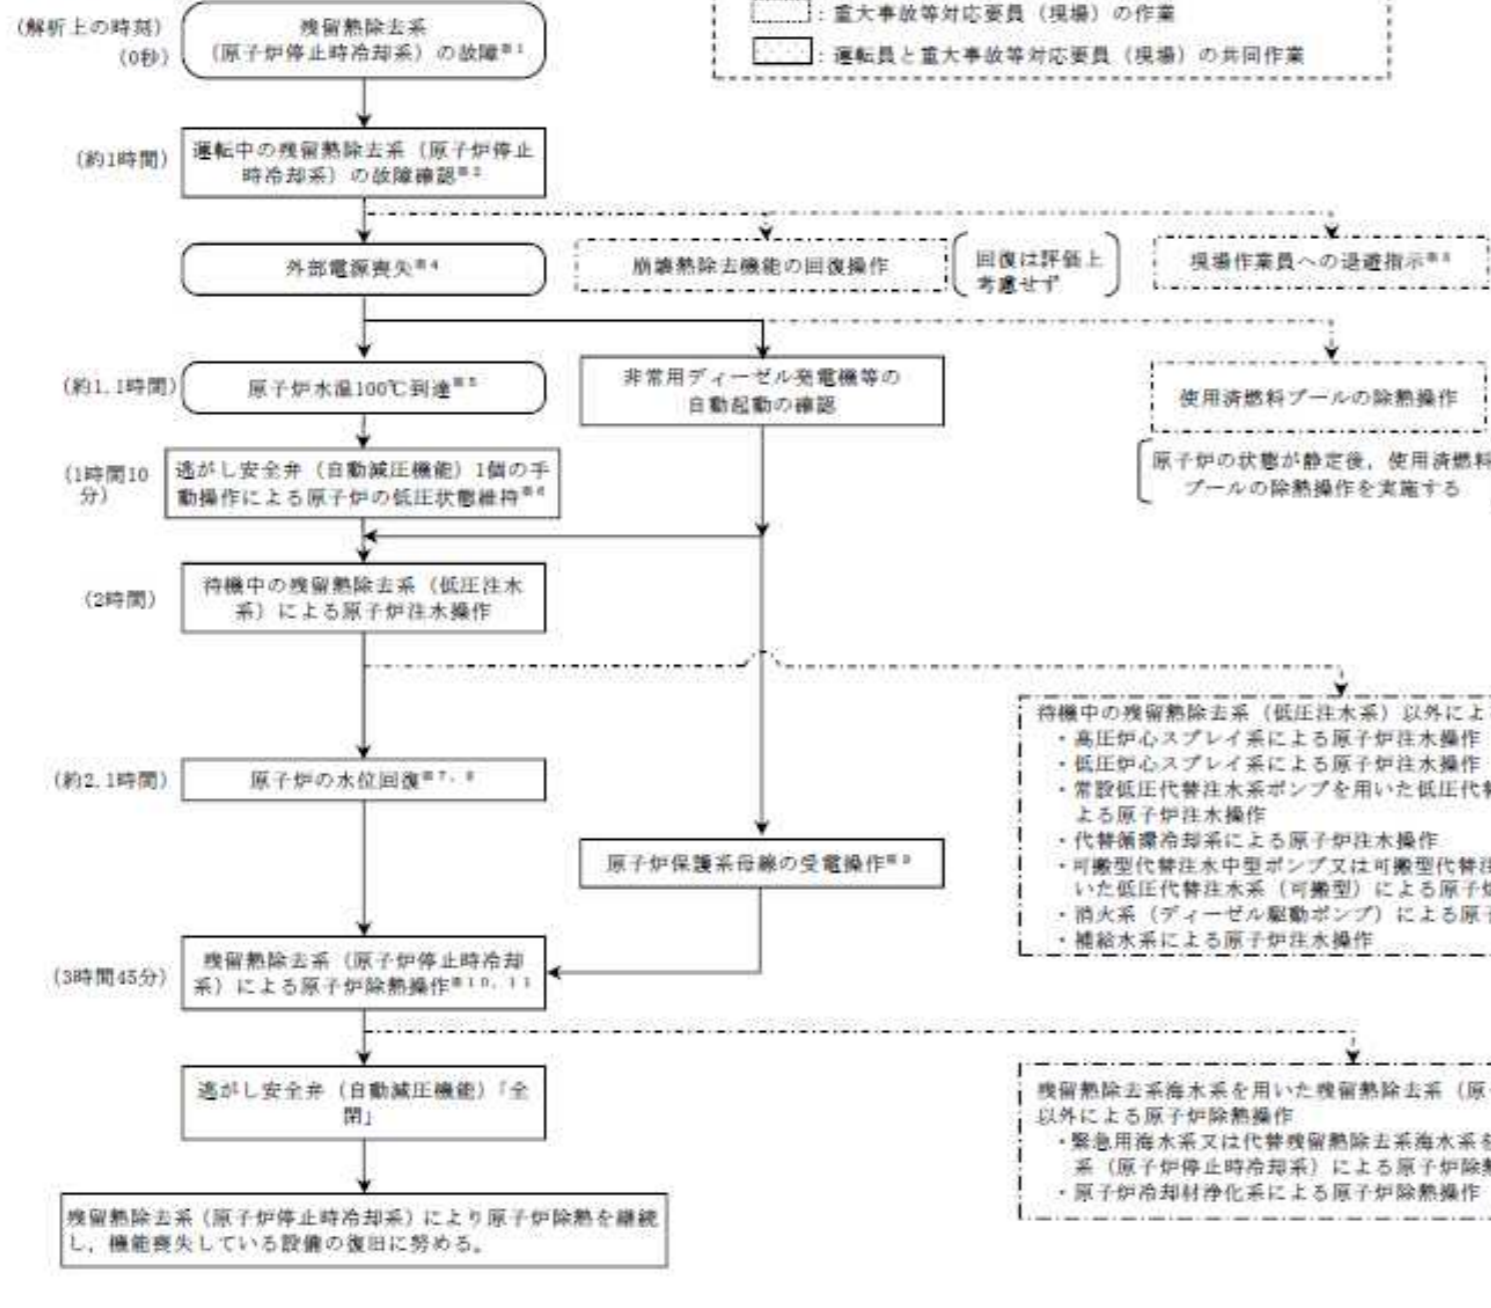 (解析上の時刻)
(0秒)
残留熱除去系
(原子炉停止時冷却系)の故障※1
:重大事故等対応要員(現場)の作業
:運転員と重大事故等対応要員(現場)の共同作業
(約1時間)
運転中の残留熱除去系(原子炉停止
時冷却系)の故障確認※2
外部電源喪失※4
崩壊熱除去機能の回復操作
回復は評価上
考慮せず
現場作業員への退避指示※3
(約1.1時間)
原子炉水温100℃到達※5
非常用ディーゼル発電機等の
自動起動の確認
使用済燃料プールの除熱操作
原子炉の状態が静定後,使用済燃料
プールの除熱操作を実施する
(1時間10
分)
逃がし安全弁(自動減圧機能)1個の手
動操作による原子炉の低圧状態維持※6
(2時間)
待機中の残留熱除去系(低圧注水
系)による原子炉注水操作
待機中の残留熱除去系(低圧注水系)以外によ
・高圧炉心スプレイ系による原子炉注水操作
・低圧炉心スプレイ系による原子炉注水操作
・常設低圧代替注水系ポンプを用いた低圧代替
よる原子炉注水操作
・代替循環冷却系による原子炉注水操作
・可搬型代替注水中型ポンプ又は可搬型代替注
いた低圧代替注水系(可搬型)による原子炉
・消火系(ディーゼル駆動ポンプ)による原子
・補給水系による原子炉注水操作
(約2.1時間)
原子炉の水位回復※7,8
原子炉保護系母線の受電操作※9
(3時間45分)
残留熱除去系(原子炉停止時冷却
系)による原子炉除熱操作※10,11
逃がし安全弁(自動減圧機能)「全
閉」
残留熱除去系海水系を用いた残留熱除去系(原
以外による原子炉除熱操作
・緊急用海水系又は代替残留熱除去系海水系を
系(原子炉停止時冷却系)による原子炉除熱
・原子炉冷却材浄化系による原子炉除熱操作
残留熱除去系(原子炉停止時冷却系)により原子炉除熱を継続
し,機能喪失している設備の復旧に努める。